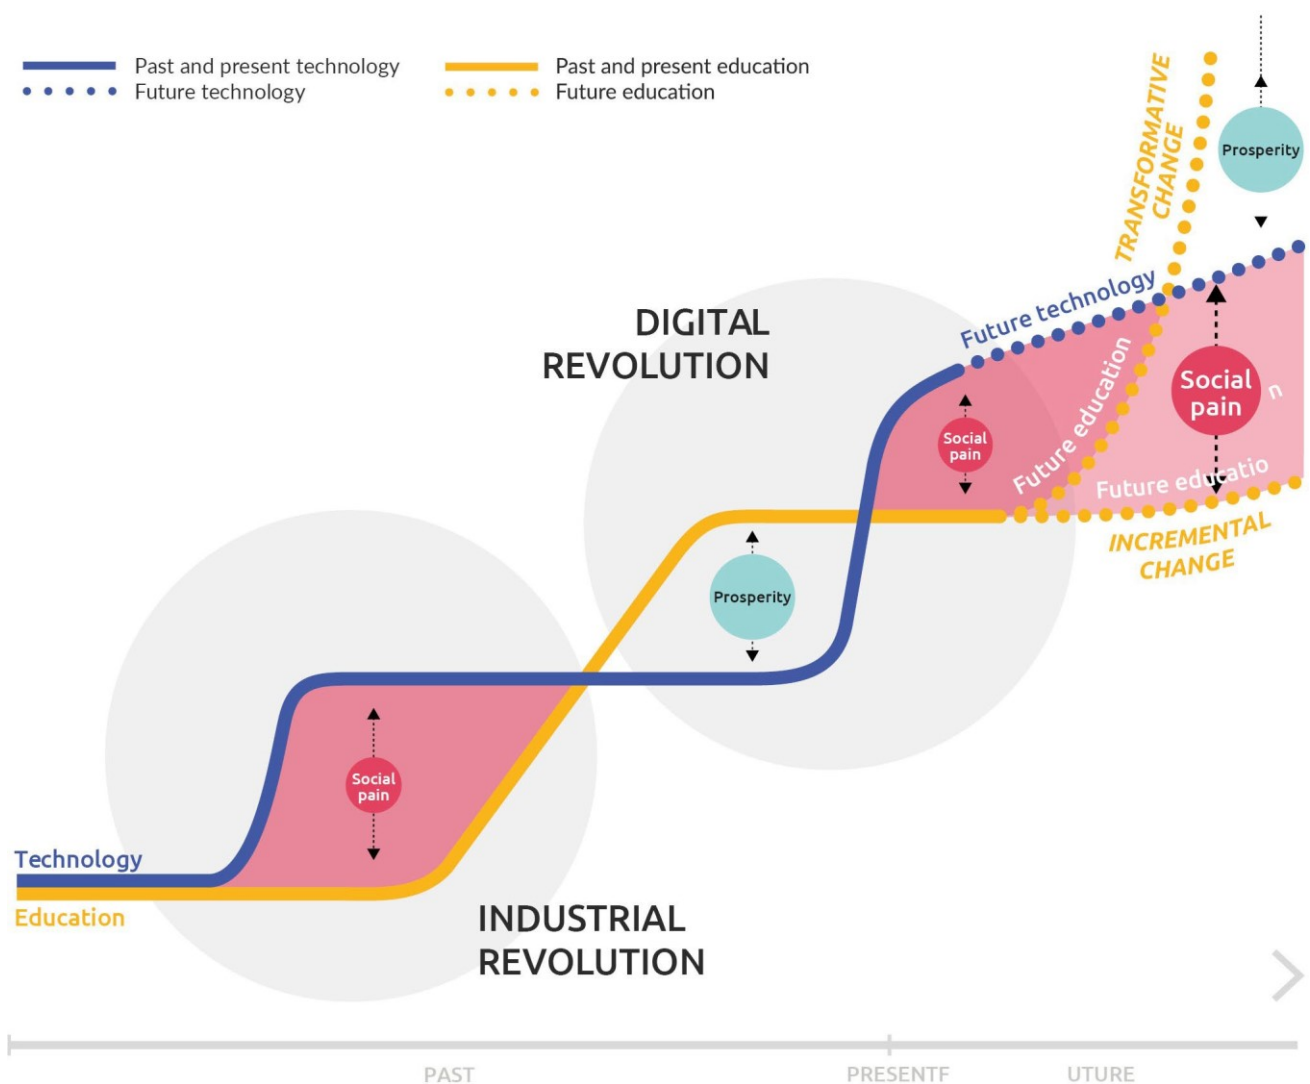 Past and present technology
Future technology
Past and present education
Future education
TRANSFORMATIVE
CHANGE
Prosperity
DIGITAL
REVOLUTION
Future technology
Social
pain
Future education
Social
pain
n
Future educatio
INCREMENTAL
CHANGE
Prosperity
Social
pain
Technology
Education
INDUSTRIAL
REVOLUTION
PAST
PRESENTF
UTURE